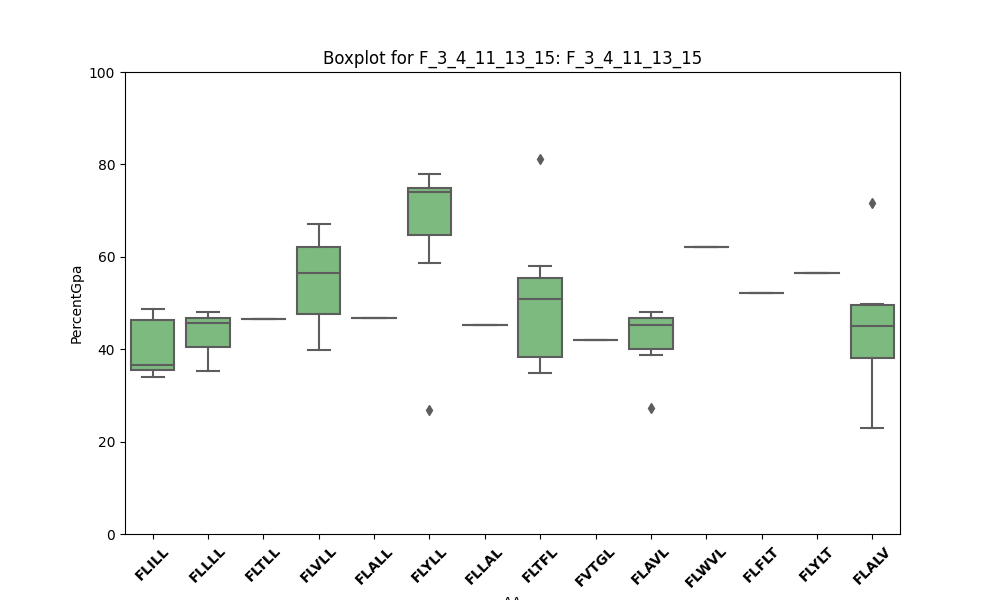 Boxplot for F_3_4_11_13_15: F_3_4_11_13_15
100
80
60
40
20
0
PercentGpa
FLILL
FLLLL
FLTLL
FLVLL
FLALL
FLYLL
FLLAL
FLTFL
FVTGL
FLAVL
FLWVL
FLFLT
FLYLT
FLALV
AA